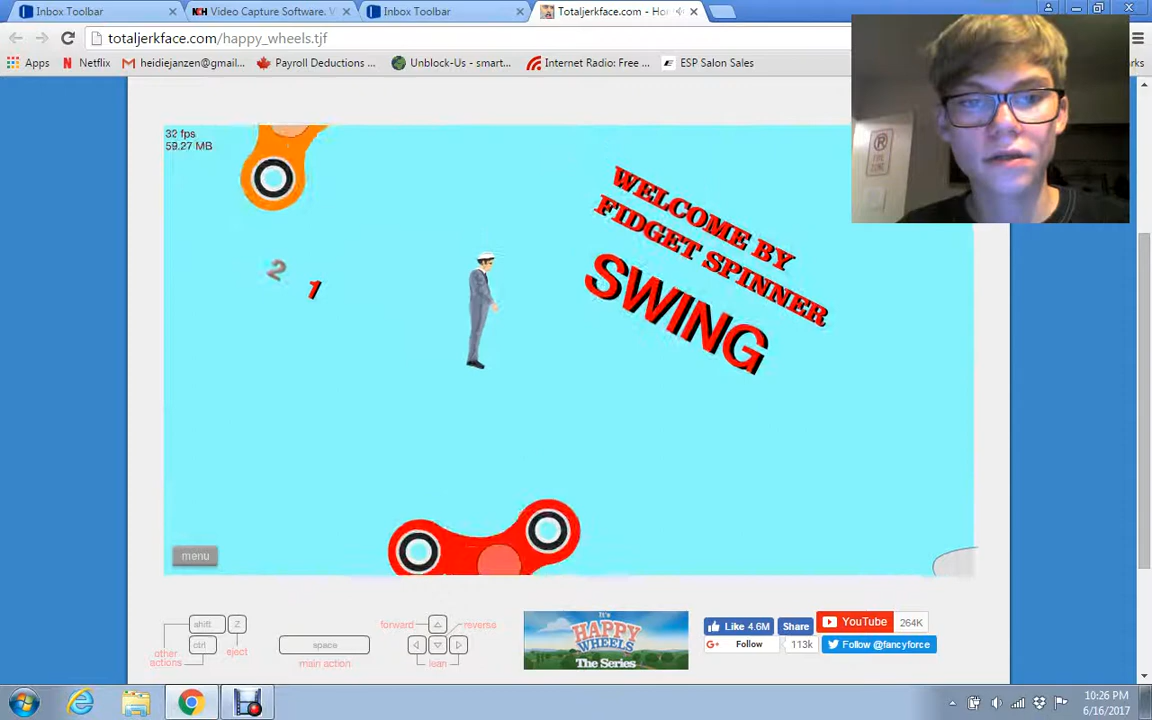 Inbox Toolbar
Video Capture Software. V
Inbox Toolbar
Totaljerkface.com - Ho
totaljerkface.com/happy_wheels.tjf
Apps
Netflix
heidiejanzen@gmail...
Payroll Deductions ...
Unblock-Us - smart...
Internet Radio: Free ...
ESP Salon Sales
rks
32 fps
59.27 MB
WELCOME BY
FIDGET SPINNER
SWING
2
1
menu
shift
Z
ctrl
eject
other
actions
space
main action
forward
reverse
lean
IT'S
HAPPY
WHEELS
The Series
Like 4.6M
Share
YouTube
264K
G+
Follow
113k
Follow @fancyforce
10:26 PM
6/16/2017